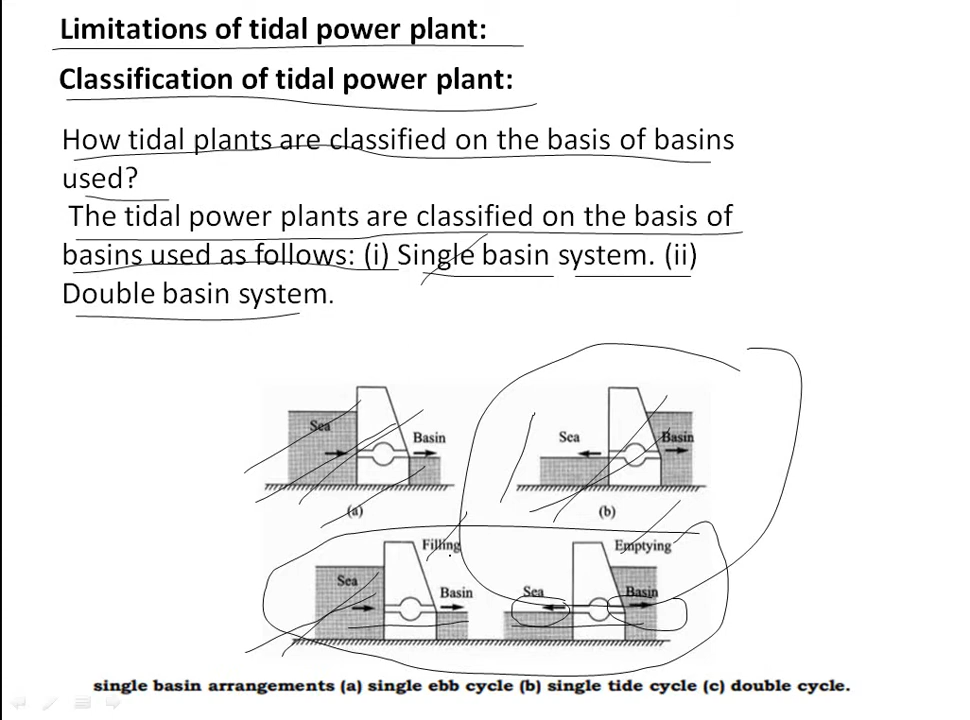 Limitations of tidal power plant:
Classification of tidal power plant:
How tidal plants are classified on the basis of basins
used?
The tidal power plants are classified on the basis of
basins used as follows: (i) Single basin system. (ii)
Double basin system.
Sea
Basin
(a)
Sea
Basin
(b)
Filling
Sea
Basin
Emptying
Sea
Basin
single basin arrangements (a) single ebb cycle (b) single tide cycle (c) double cycle.